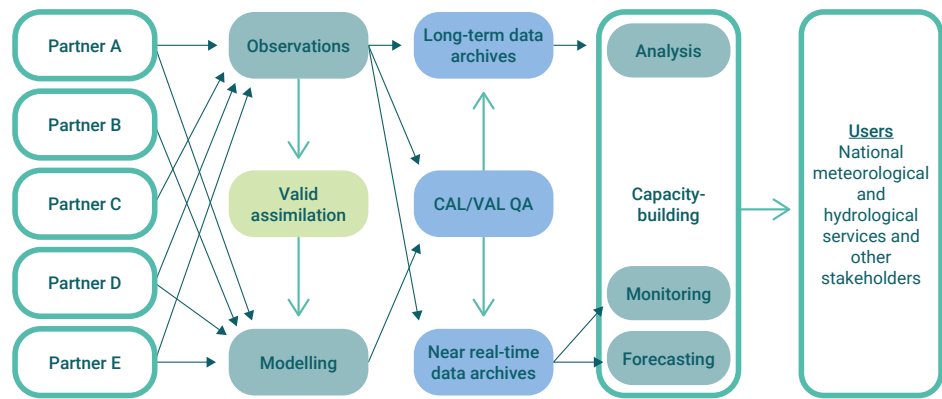 Partner A
Partner B
Partner C
Partner D
Partner E
Observations
Valid
assimilation
Modelling
Long-term data
archives
CAL/VAL QA
Near real-time
data archives
Analysis
Capacity-
building
Monitoring
Forecasting
Users
National
meteorological
and
hydrological
services and
other
stakeholders